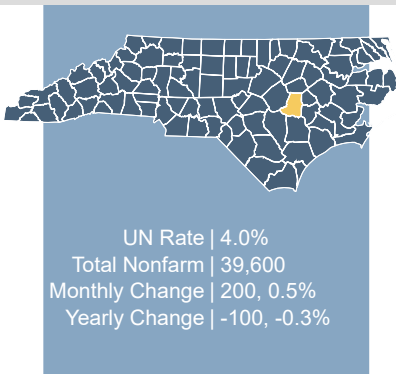 UN Rate | 4.0%
Total Nonfarm | 39,600
Monthly Change | 200, 0.5%
Yearly Change | -100, -0.3%